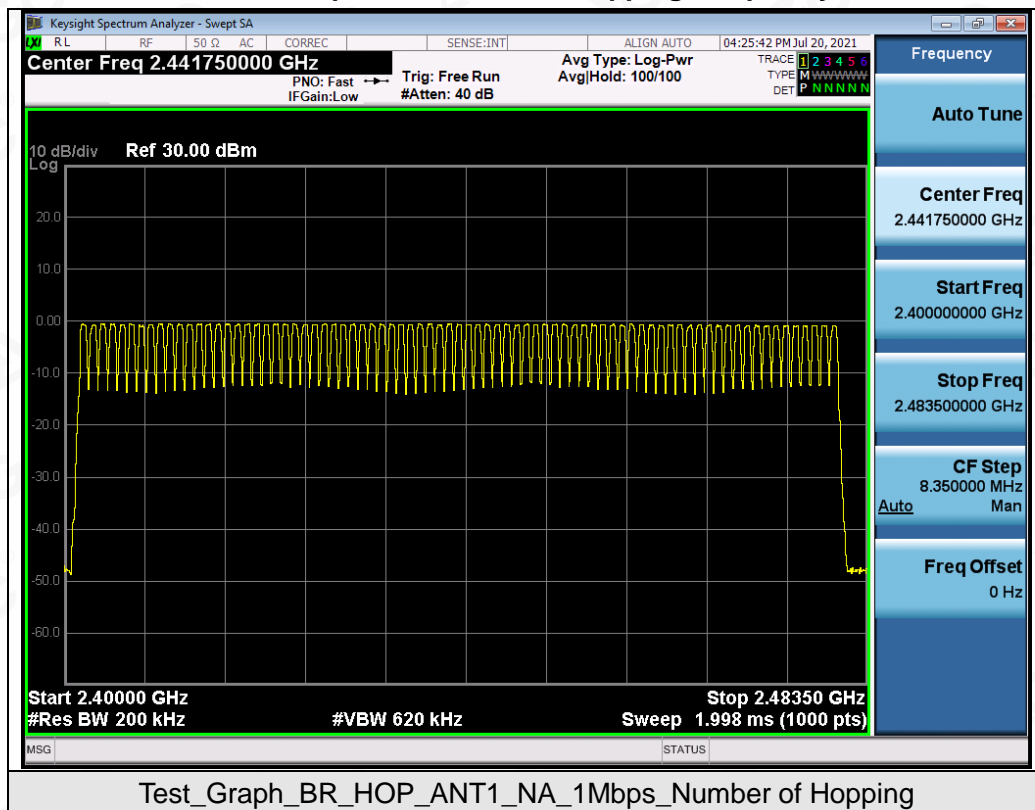 Keysight Spectrum Analyzer - Swept SA
LXI RL RF 50 Ω AC CORREC SENSE:INT ALIGN AUTO 04:25:42 PM Jul 20, 2021
Center Freq 2.441750000 GHz
PNO: Fast
IFGain:Low
Trig: Free Run
#Atten: 40 dB
Avg Type: Log-Pwr
Avg|Hold: 100/100
TRACE 1 2 3 4 5 6
TYPE M WWWWW
DET P N N N N N
10 dB/div Ref 30.00 dBm
Log
20.0
10.0
0.00
-10.0
-20.0
-30.0
-40.0
-50.0
-60.0
Start 2.40000 GHz Stop 2.48350 GHz
#Res BW 200 kHz #VBW 620 kHz Sweep 1.998 ms (1000 pts)
MSG STATUS
Frequency
Auto Tune
Center Freq
2.441750000 GHz
Start Freq
2.400000000 GHz
Stop Freq
2.483500000 GHz
CF Step
8.350000 MHz
Auto Man
Freq Offset
0 Hz
Test_Graph_BR_HOP_ANT1_NA_1Mbps_Number of Hopping